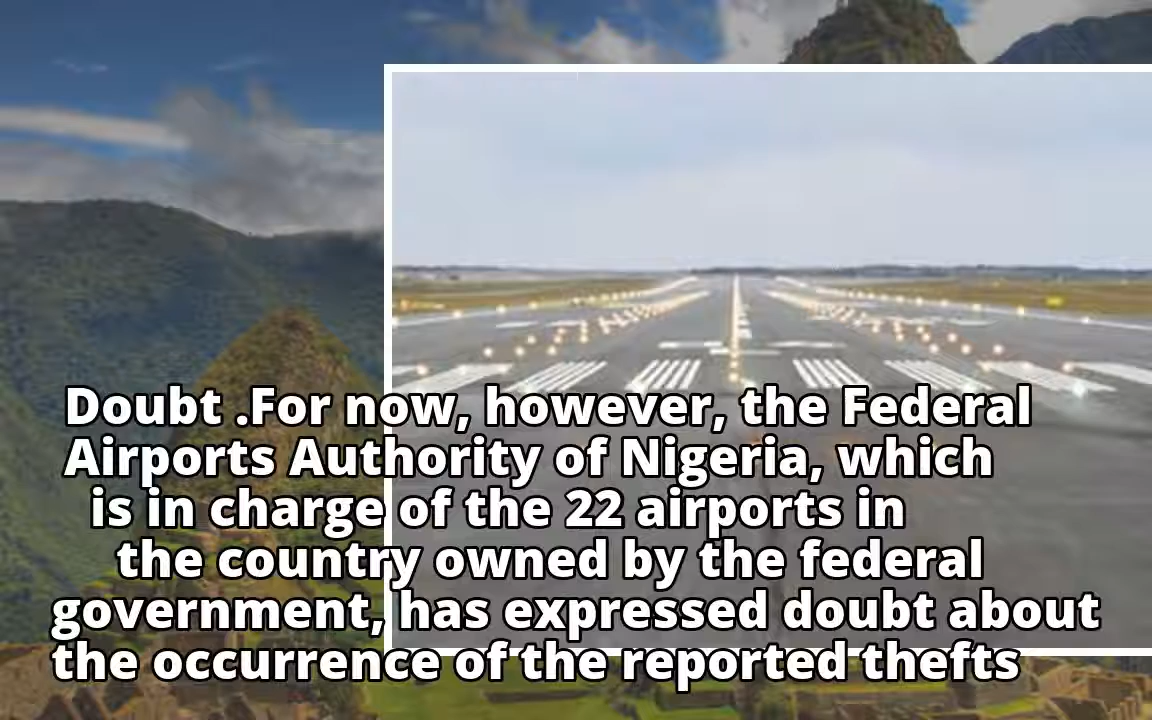 Doubt .For now, however, the Federal
Airports Authority of Nigeria, which
is in charge of the 22 airports in
the country owned by the federal
government, has expressed doubt about
the occurrence of the reported thefts